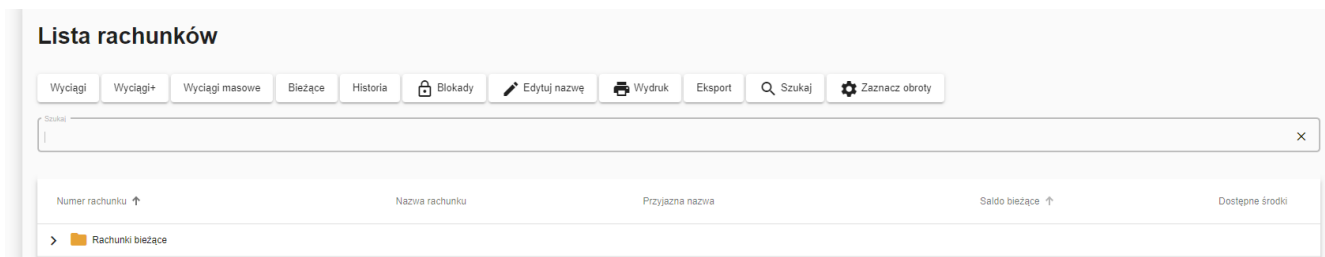 Lista rachunków
Wyciągi Wyciągi+ Wyciągi masowe Bieżące Historia Blokady Edytuj nazwę Wydruk Eksport Szukaj Zaznacz obroty
Szukaj
Numer rachunku Nazwa rachunku Przyjazna nazwa Saldo bieżące Dostępne środki
Rachunki bieżące